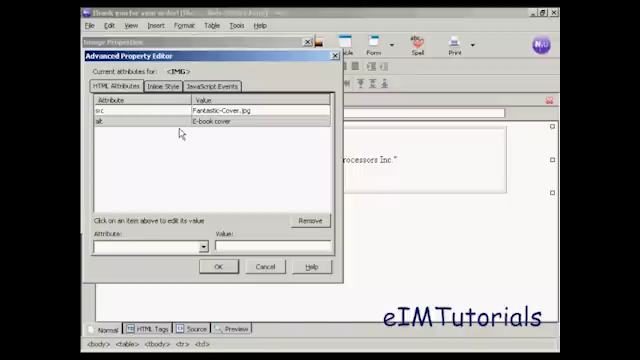 File Edit View Insert Format Table Tools Help
Image Properties
Table Form Spell Print
Advanced Property Editor
Current attributes for: <IMG>
HTML Attributes Inline Style JavaScript Events
Attribute Value
src Fantastic-Cover.jpg
alt E-book cover
rocessors Inc."
Click on an item above to edit its value
Remove
Attribute: Value:
OK Cancel Help
eIMTutorials
Normal HTML Tags Source Preview
<body> <table> <tbody> <tr> <td>